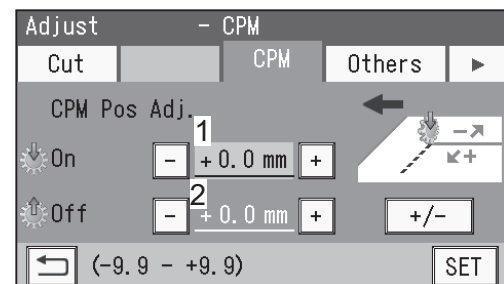 Adjust - CPM
Cut CPM Others ▶
CPM Pos Adj.
1
On - +0.0 mm + -
+
2
Off - +0.0 mm + +/-
(-9.9 - +9.9) SET